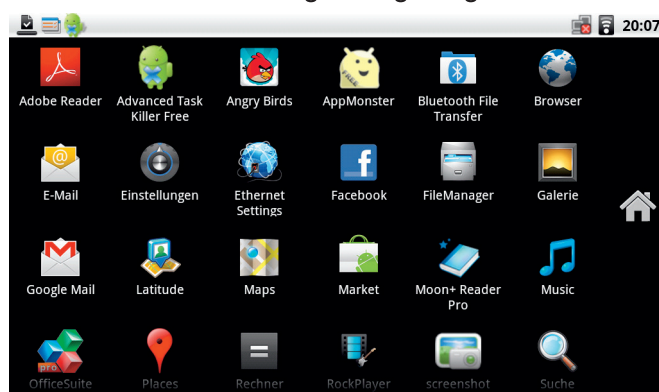 20:07
Adobe Reader
Advanced Task
Killer Free
Angry Birds
AppMonster
Bluetooth File
Transfer
Browser
E-Mail
Einstellungen
Ethernet
Settings
Facebook
FileManager
Galerie
Google Mail
Latitude
Maps
Market
Moon+ Reader
Pro
Music
OfficeSuite
Places
Rechner
RockPlayer
screenshot
Suche